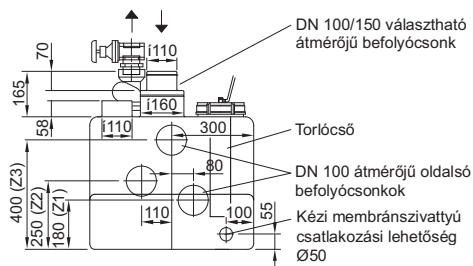 DN 100/150 választható
átmérőjű befolyócsonk
70
í110
165
í160
58
í110
300
Torlócső
400 (Z3)
250 (Z2)
180 (Z1)
80
DN 100 átmérőjű oldalsó
befolyócsonkok
110
100
55
Kézi membránszivattyú
csatlakozási lehetőség
Ø50